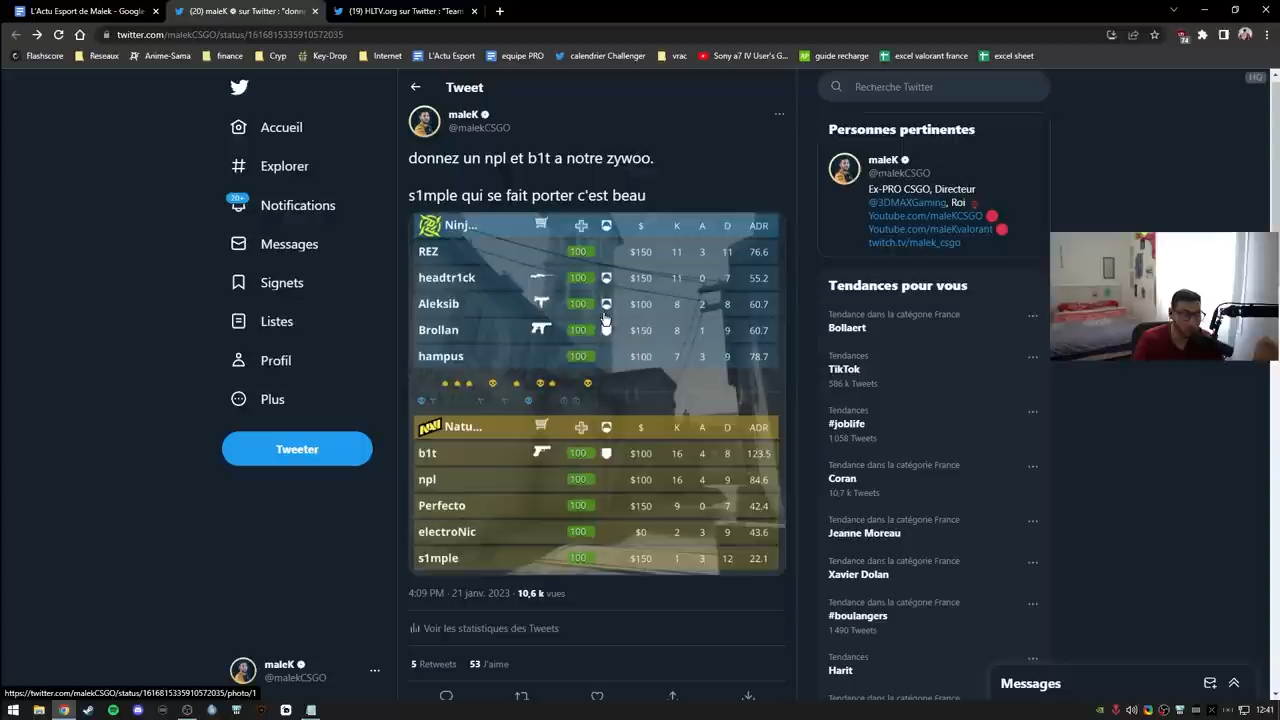 L'Actu Esport de Malek - Google
(20) maleK sur Twitter : "donne
(19) HLTV.org sur Twitter : "Team
twitter.com/malekCSGO/status/1616815335910572035
Flashscore
Reseaux
Anime-Sama
finance
Cryp
Key-Drop
Internet
L'Actu Esport
equipe PRO
calendrier Challenger
vrac
Sony a7 IV User's G...
guide recharge
excel valorant france
excel sheet
Accueil
Explorer
20+
Notifications
Messages
Signets
Listes
Profil
Plus
Tweeter
maleK
@malekCSGO
Tweet
maleK
@malekCSGO
donnez un npl et b1t a notre zywoo.
s1mple qui se fait porter c'est beau
Ninj... $ K A D ADR
REZ 100 $150 11 3 11 76.6
headtr1ck 100 $150 11 0 7 55.2
Aleksib 100 $100 8 2 8 60.7
Brollan 100 $150 8 1 9 60.7
hampus 100 $100 7 3 9 78.7
NAVI Natu... $ K A D ADR
b1t 100 $100 16 4 8 123.5
npl 100 $100 16 4 9 84.6
Perfecto 100 $150 9 0 7 42.4
electroNic 100 $0 2 3 9 43.6
s1mple 100 $150 1 3 12 22.1
4:09 PM · 21 janv. 2023 · 10,6 k vues
Voir les statistiques des Tweets
5 Retweets 53 J'aime
Recherche Twitter
HQ
Personnes pertinentes
maleK
@malekCSGO
Ex-PRO CSGO, Directeur
@3DMAXGaming, Roi
Youtube.com/maleKCSGO
Youtube.com/maleKvalorant
twitch.tv/malek_csgo
Tendances pour vous
Tendance dans la catégorie France
Bollaert
Tendances
TikTok
586 k Tweets
Tendances
#joblife
1 058 Tweets
Tendance dans la catégorie France
Coran
10,7 k Tweets
Tendance dans la catégorie France
Jeanne Moreau
Tendance dans la catégorie France
Xavier Dolan
Tendance dans la catégorie France
#boulangers
1 490 Tweets
Tendances
Harit
Tendance dans la catégorie France
Messages
https://twitter.com/malekCSGO/status/1616815335910572035/photo/1
12:41